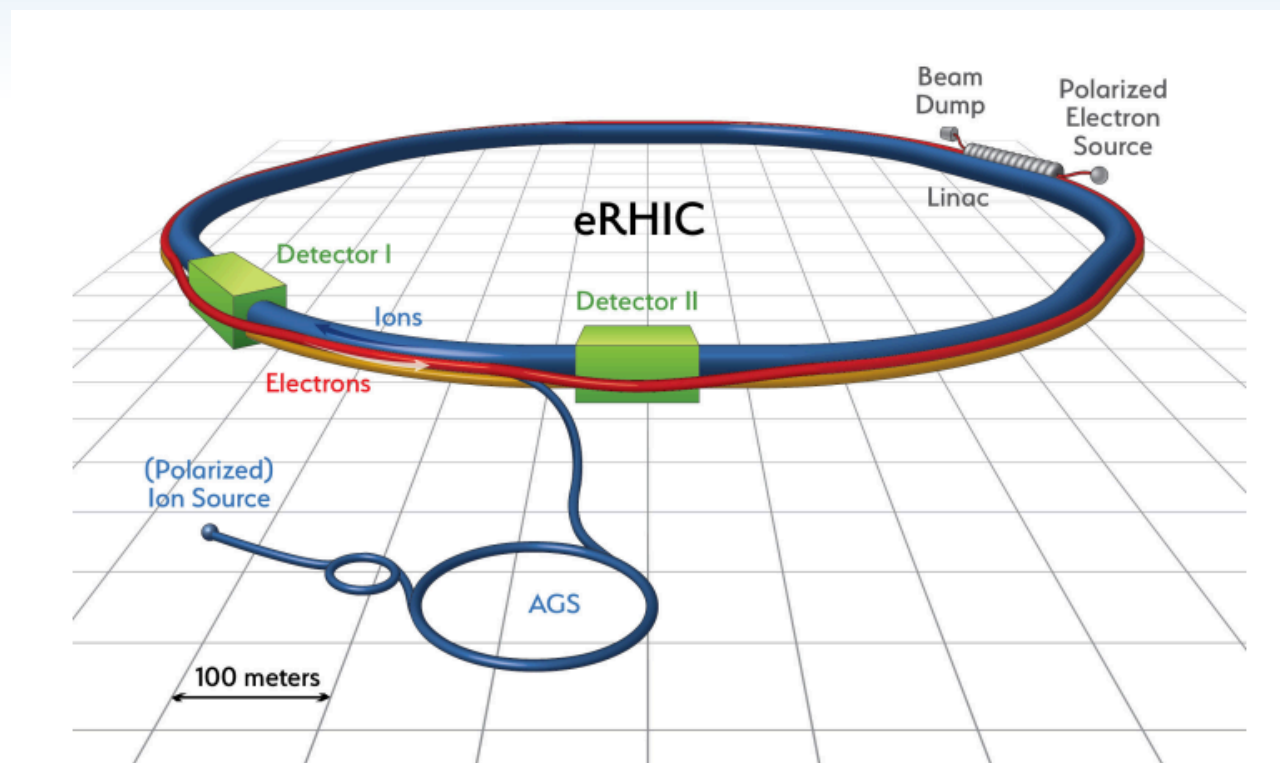 Beam
Dump
Polarized
Electron
Source
Linac
eRHIC
Detector I
Ions
Detector II
Electrons
(Polarized)
Ion Source
AGS
100 meters